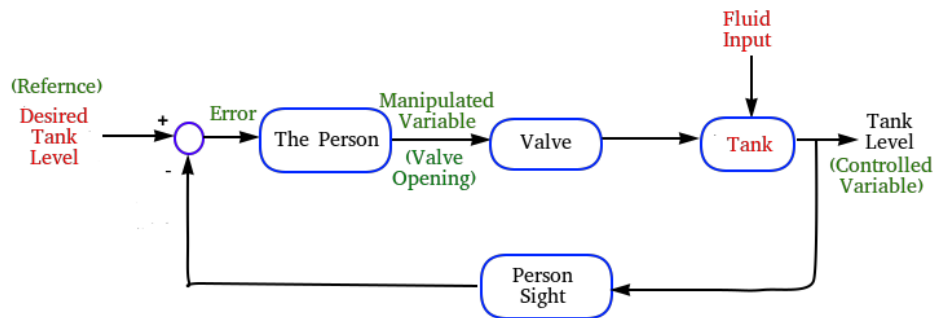 Fluid
Input
(Refernce)
Desired
Tank
Level
+
-
Error
The Person
Manipulated
Variable
(Valve
Opening)
Valve
Tank
Tank
Level
(Controlled
Variable)
Person
Sight